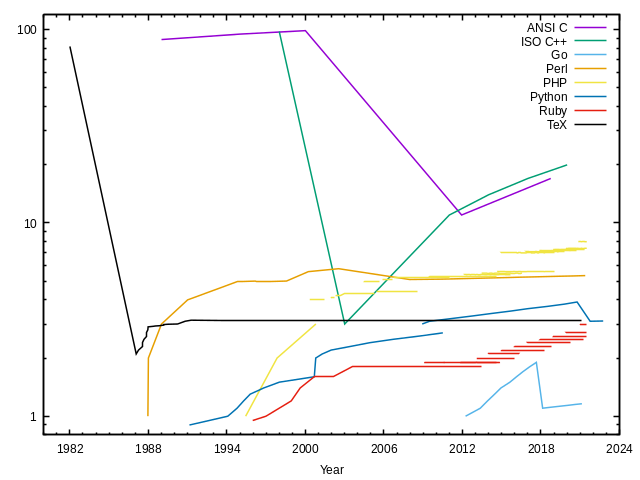 100
10
1
ANSI C
ISO C++
Go
Perl
PHP
Python
Ruby
TeX
1982 1988 1994 2000 2006 2012 2018 2024
Year